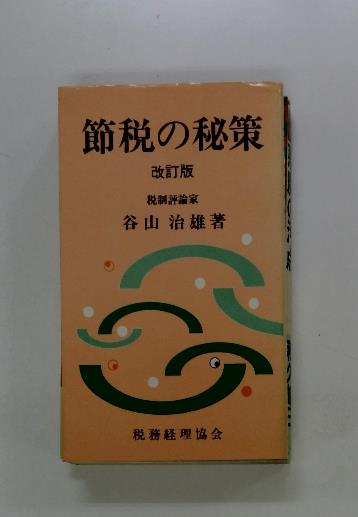 節税の秘策
改訂版
税制評論家
谷山治雄著
税務経理協会